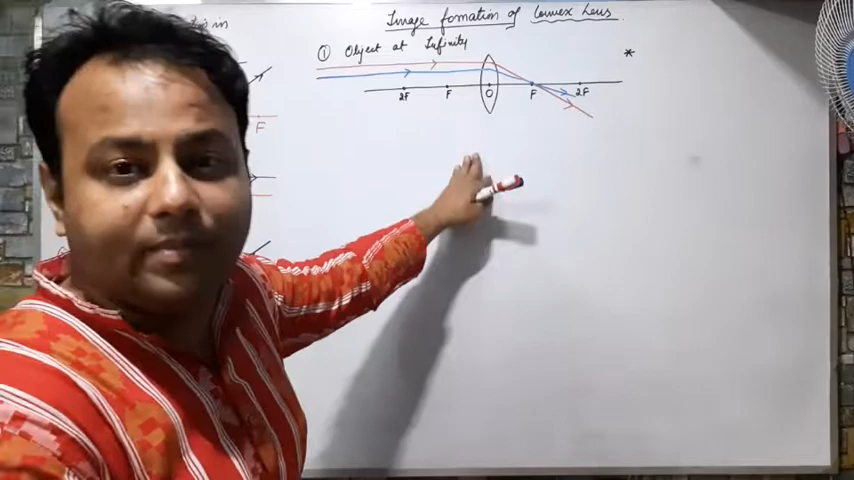 Image formation of Convex Lens
① Object at Infinity
*
2F F O F 2F
F